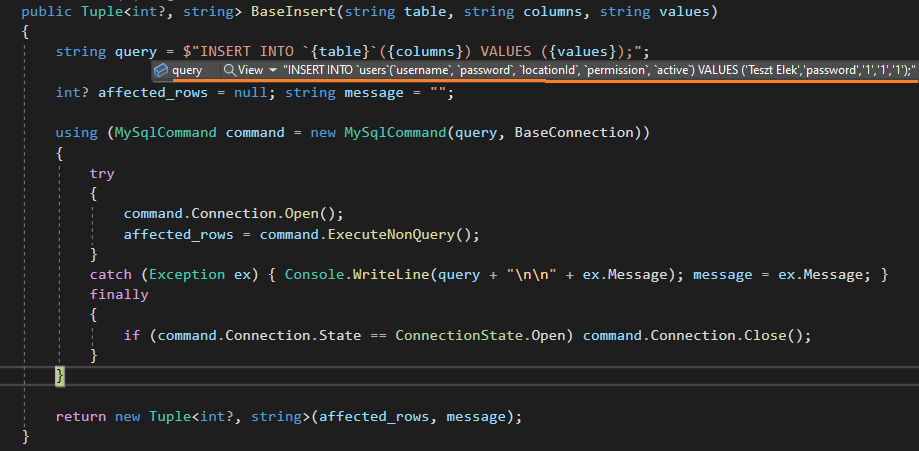 public Tuple<int?, string> BaseInsert(string table, string columns, string values)
{
string query = $"INSERT INTO `{table}`({columns}) VALUES ({values});";
query View "INSERT INTO `users`(`username`, `password`, `locationId`, `permission`, `active`) VALUES ('Teszt Elek','password','1','1','1');"
int? affected_rows = null; string message = "";
using (MySqlCommand command = new MySqlCommand(query, BaseConnection))
{
try
{
command.Connection.Open();
affected_rows = command.ExecuteNonQuery();
}
catch (Exception ex) { Console.WriteLine(query + "\n\n" + ex.Message); message = ex.Message; }
finally
{
if (command.Connection.State == ConnectionState.Open) command.Connection.Close();
}
}
return new Tuple<int?, string>(affected_rows, message);
}